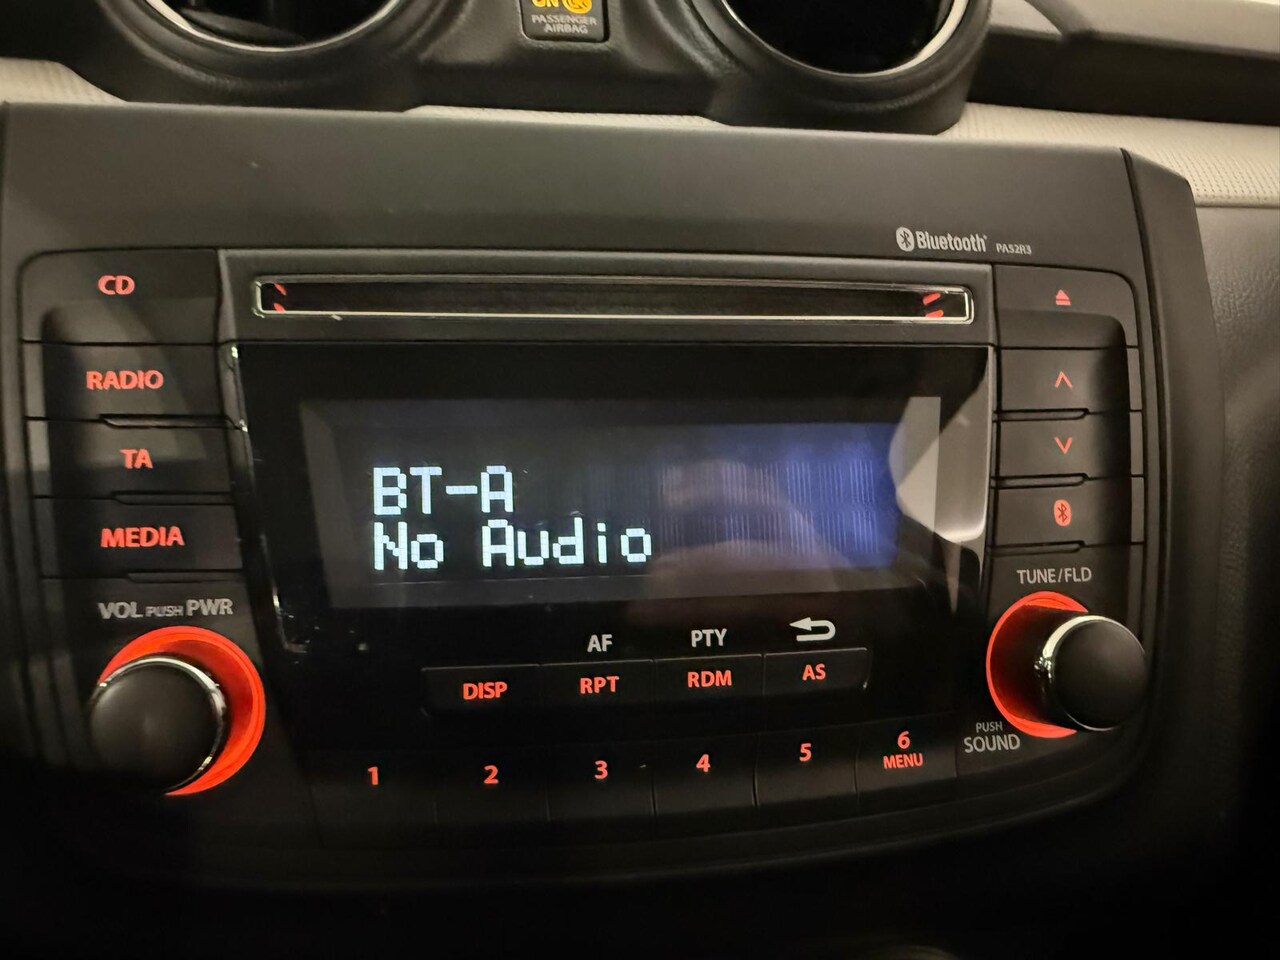 ON
PASSENGER
AIRBAG
Bluetooth PA52R3
CD
RADIO
TA
MEDIA
VOL PUSH PWR
BT-A
No Audio
TUNE/FLD
AF PTY
DISP RPT RDM AS
PUSH
SOUND
1 2 3 4 5 6
MENU